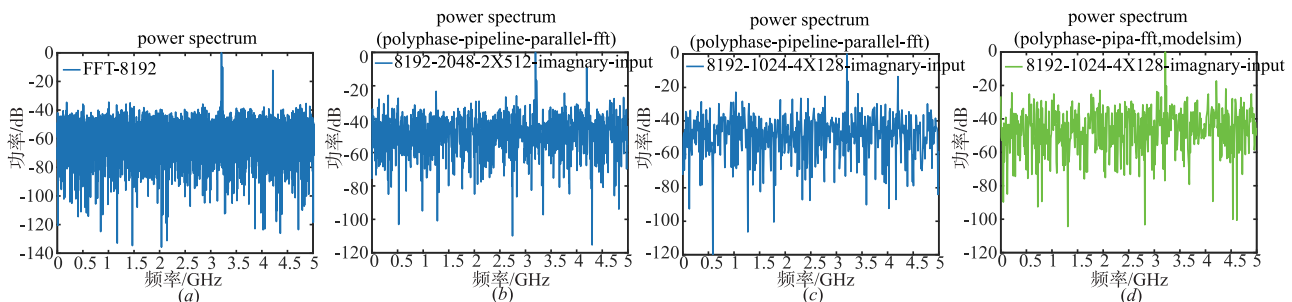 power spectrum
0
-20
-40
-60
-80
-100
-120
-140
功率/dB
FFT-8192
0 0.5 1 1.5 2 2.5 3 3.5 4 4.5 5
频率/GHz
(a)
power spectrum
(polyphase-pipeline-parallel-fft)
0
-20
-40
-60
-80
-100
-120
功率/dB
8192-2048-2X512-imagnary-input
0 0.5 1 1.5 2 2.5 3 3.5 4 4.5 5
频率/GHz
(b)
power spectrum
(polyphase-pipeline-parallel-fft)
0
-20
-40
-60
-80
-100
-120
功率/dB
8192-1024-4X128-imagnary-input
0 0.5 1 1.5 2 2.5 3 3.5 4 4.5 5
频率/GHz
(c)
power spectrum
(polyphase-pipa-fft,modelsim)
0
-20
-40
-60
-80
-100
-120
功率/dB
8192-1024-4X128-imagnary-input
0 0.5 1 1.5 2 2.5 3 3.5 4 4.5 5
频率/GHz
(d)